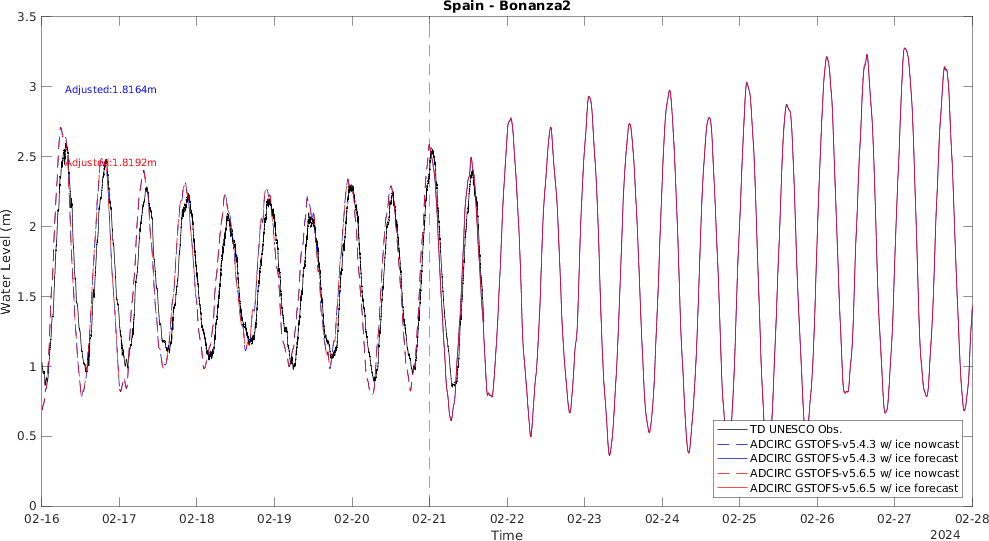 Spain - Bonanza2
3.5
3
2.5
2
1.5
1
0.5
0
Water Level (m)
Adjusted:1.8164m
Adjusted:1.8192m
TD UNESCO Obs.
ADCIRC GSTOFS-v5.4.3 w/ ice nowcast
ADCIRC GSTOFS-v5.4.3 w/ ice forecast
ADCIRC GSTOFS-v5.6.5 w/ ice nowcast
ADCIRC GSTOFS-v5.6.5 w/ ice forecast
02-16 02-17 02-18 02-19 02-20 02-21 02-22 02-23 02-24 02-25 02-26 02-27 02-28
Time
2024